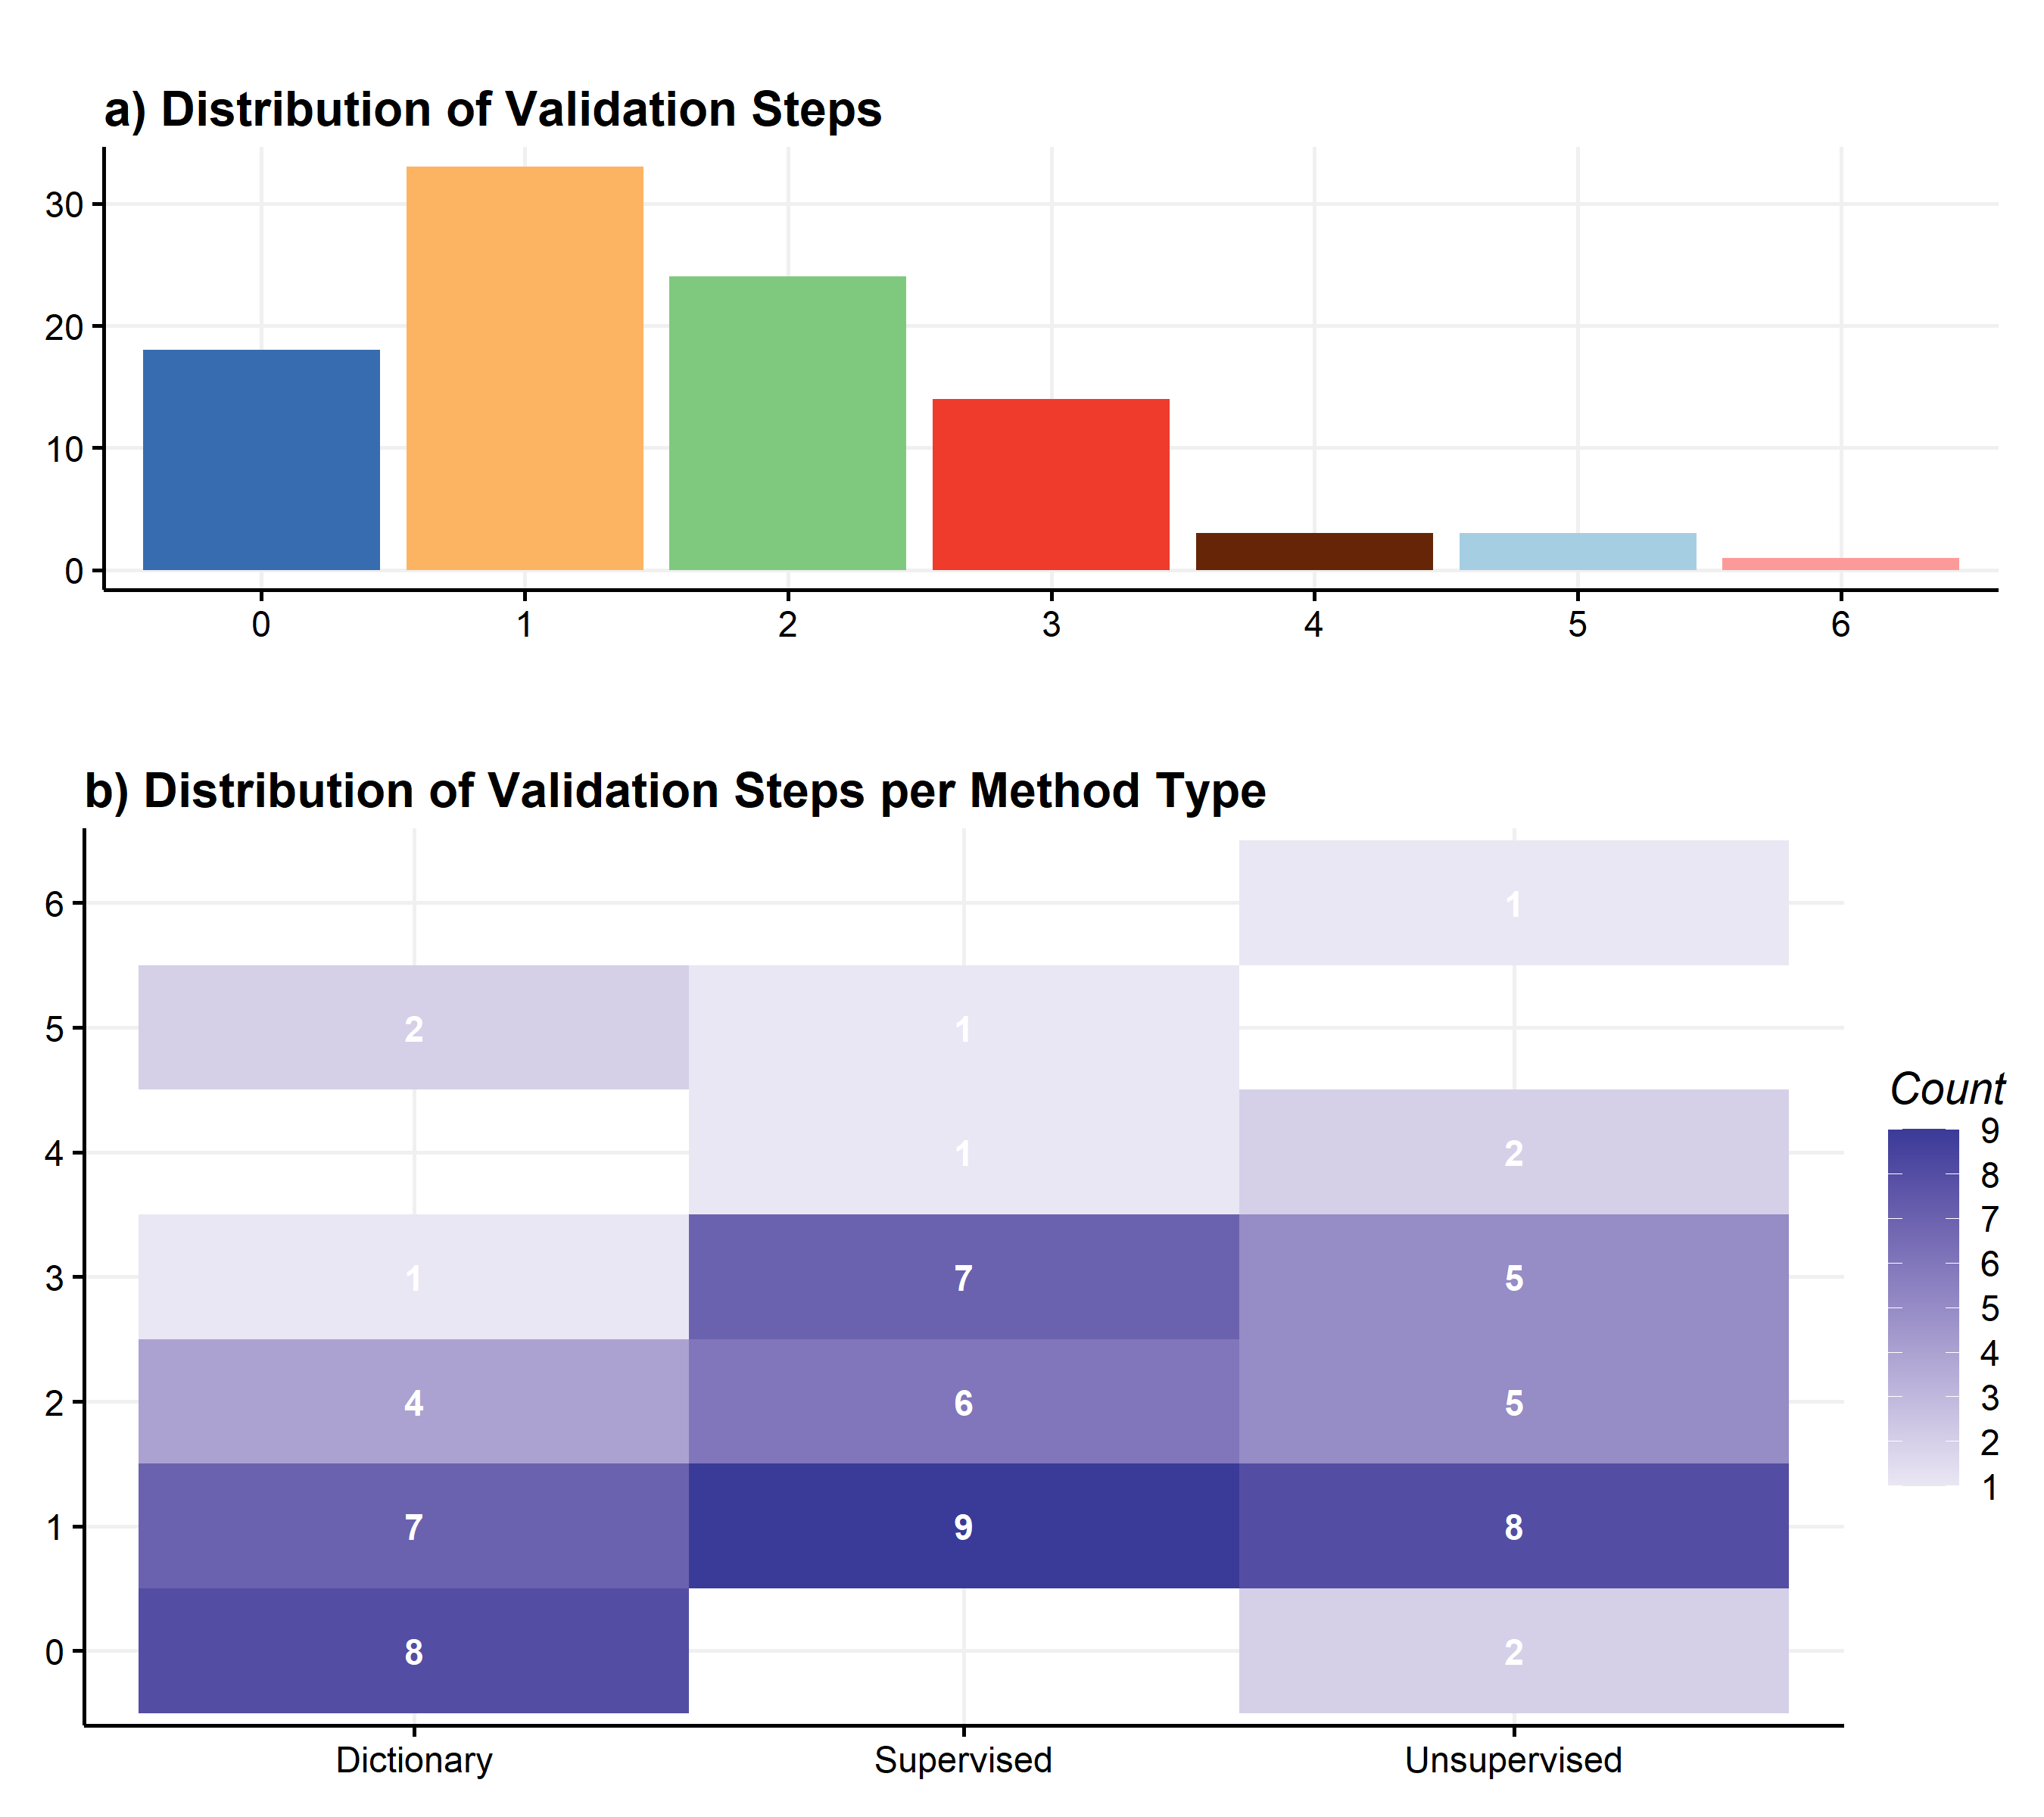 a) Distribution of Validation Steps
30
20
10
0
0 1 2 3 4 5 6
b) Distribution of Validation Steps per Method Type
6 1
5 2 1
4 1 2
3 1 7 5
2 4 6 5
1 7 9 8
0 8 2
Dictionary Supervised Unsupervised
Count
9
8
7
6
5
4
3
2
1